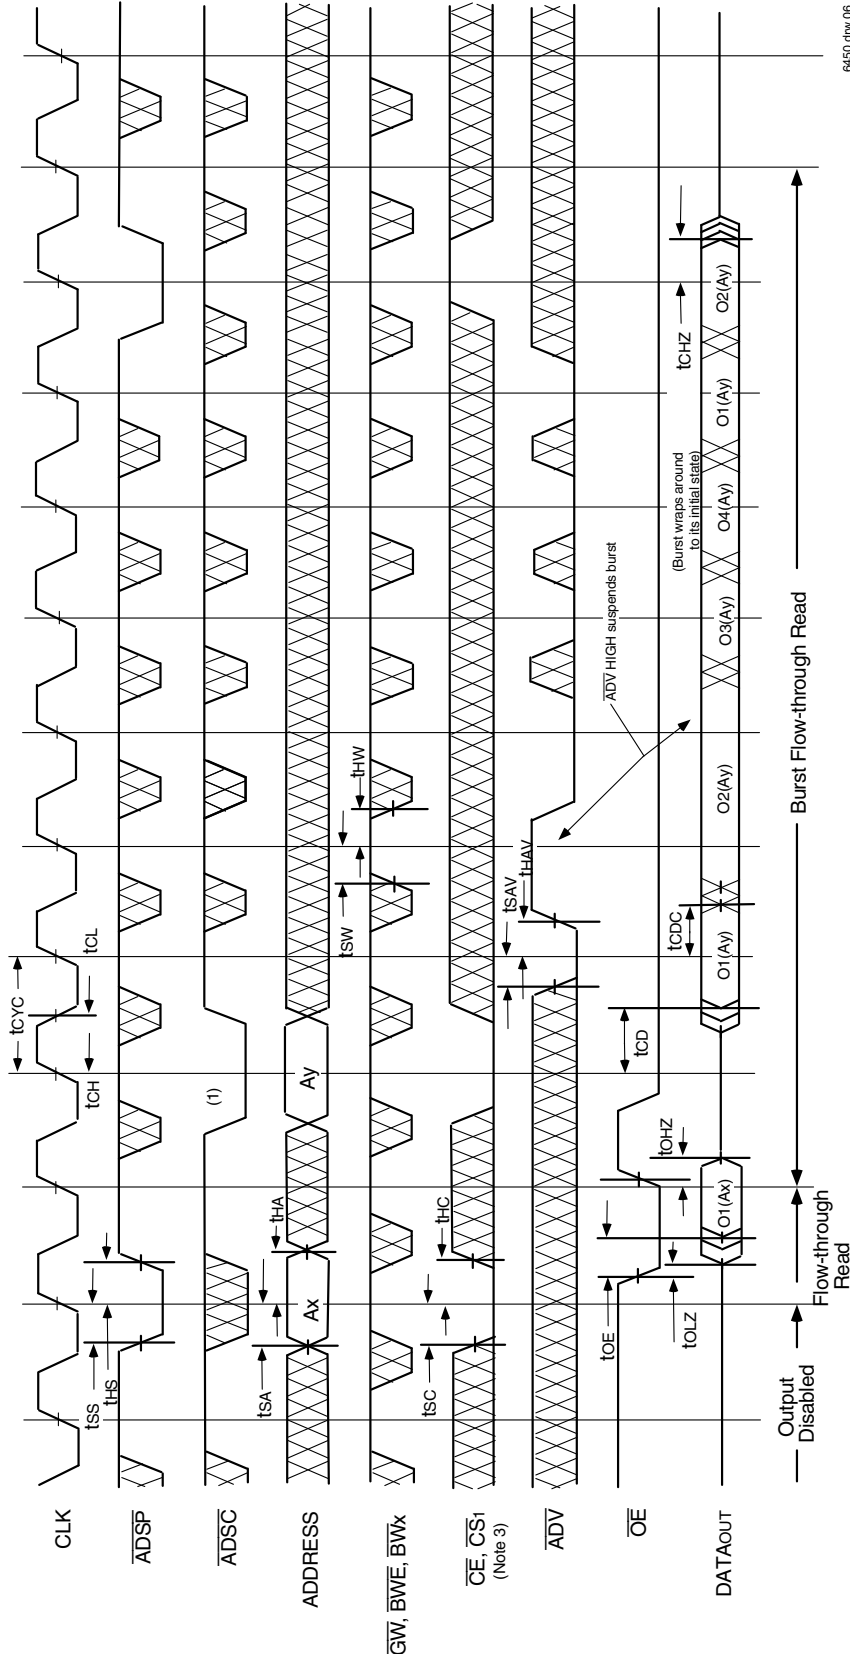 CLK
tCYC
tCH
tCL
tSS
tHS
ADSP
ADSC
(1)
ADDRESS
tSA
tHA
Ax
Ay
GW, BWE, BWx
tSW
tHW
CE, CS1
(Note 3)
tSC
tHC
ADV
tSAV
tHAV
ADV HIGH suspends burst
OE
tOE
tOHZ
tOLZ
tCD
tCDC
tCHZ
(Burst wraps around
to its initial state)
DATAOUT
O1(Ax)
O1(Ay)
O2(Ay)
O3(Ay)
O4(Ay)
O1(Ay)
O2(Ay)
Output
Disabled
Flow-through
Read
Burst Flow-through Read
6450 drw 06